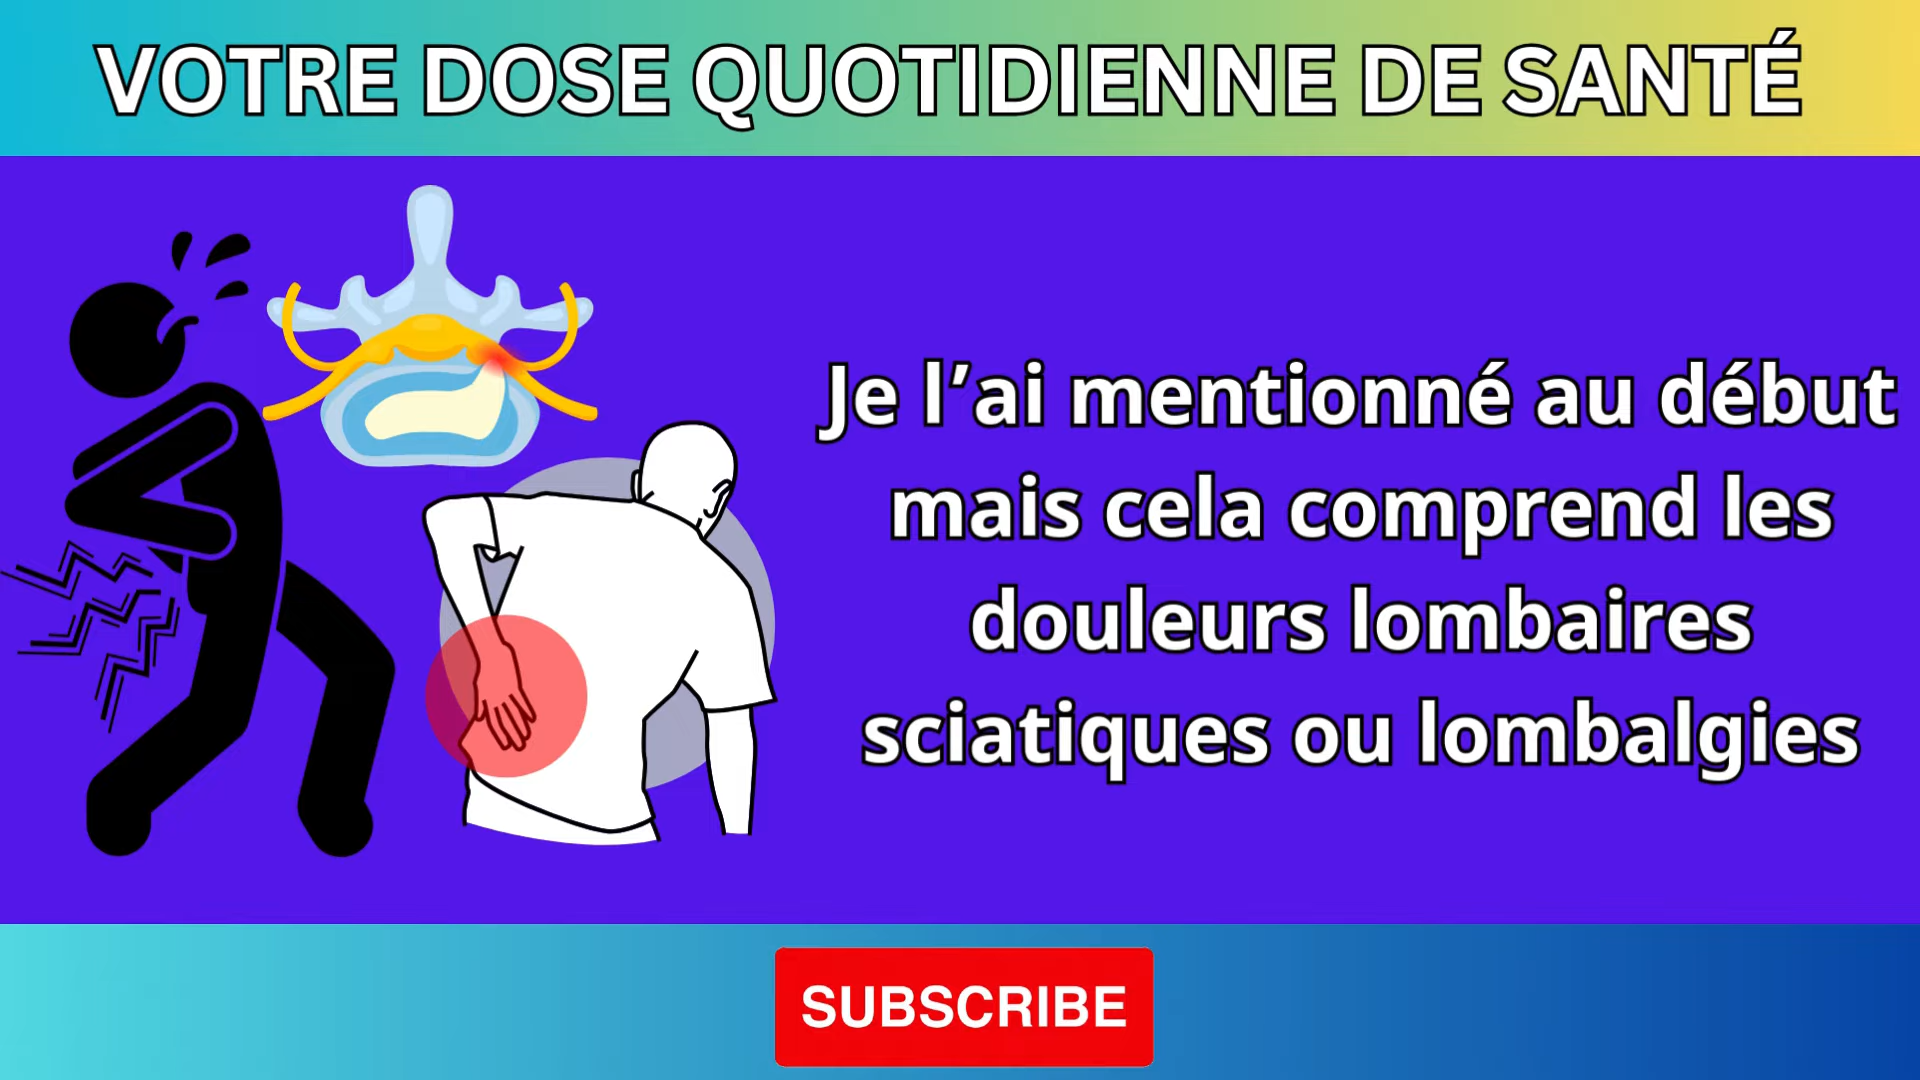 VOTRE DOSE QUOTIDIENNE DE SANTÉ
Je l’ai mentionné au début
mais cela comprend les
douleurs lombaires
sciatiques ou lombalgies
SUBSCRIBE